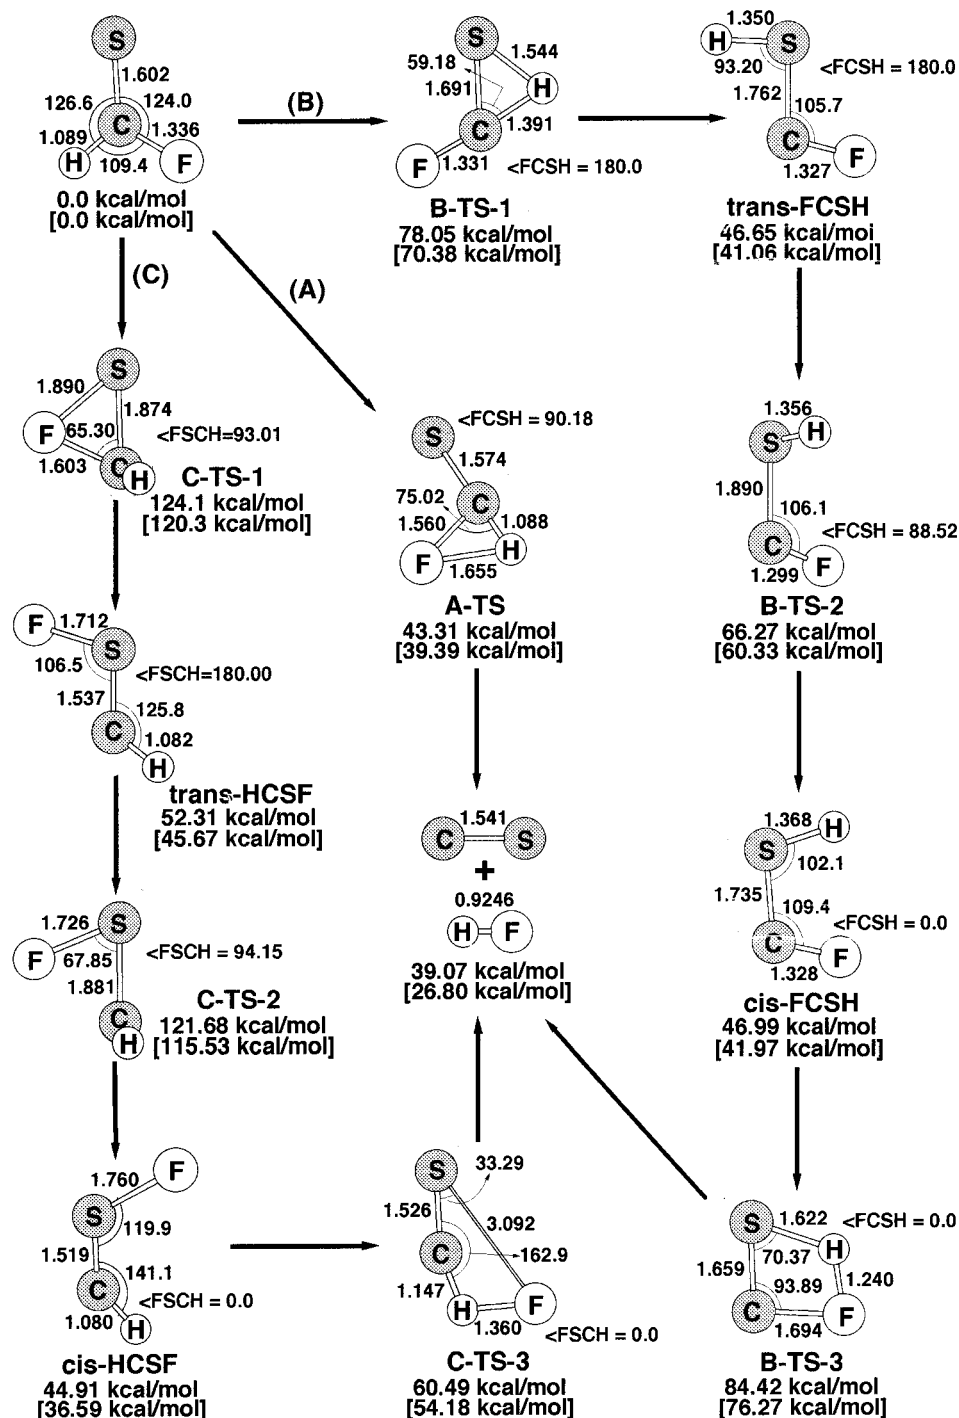 S
1.602
126.6
124.0
C
1.089
1.336
H
F
109.4
0.0 kcal/mol
[0.0 kcal/mol]
(B)
S
1.544
59.18
1.691
H
C
1.391
F
1.331
<FCSH = 180.0
B-TS-1
78.05 kcal/mol
[70.38 kcal/mol]
1.350
H
S
93.20
<FCSH = 180.0
1.762
105.7
C
F
1.327
trans-FCSH
46.65 kcal/mol
[41.06 kcal/mol]
(C)
(A)
S
1.890
1.874
F
65.30
<FSCH=93.01
1.603
C
H
C-TS-1
124.1 kcal/mol
[120.3 kcal/mol]
<FCSH = 90.18
S
1.574
75.02
C
1.560
1.088
F
H
1.655
A-TS
43.31 kcal/mol
[39.39 kcal/mol]
1.356
S
H
1.890
106.1
<FCSH = 88.52
C
F
1.299
B-TS-2
66.27 kcal/mol
[60.33 kcal/mol]
F
1.712
S
106.5
<FSCH=180.00
1.537
125.8
C
1.082
H
trans-HCSF
52.31 kcal/mol
[45.67 kcal/mol]
1.541
C
S
+
0.9246
H
F
39.07 kcal/mol
[26.80 kcal/mol]
1.368
H
S
102.1
1.735
109.4
<FCSH = 0.0
C
F
1.328
cis-FCSH
46.99 kcal/mol
[41.97 kcal/mol]
1.726
S
F
67.85
<FSCH = 94.15
1.881
C
H
C-TS-2
121.68 kcal/mol
[115.53 kcal/mol]
1.760
F
S
119.9
1.519
141.1
C
<FSCH = 0.0
1.080
H
cis-HCSF
44.91 kcal/mol
[36.59 kcal/mol]
S
33.29
1.526
3.092
C
162.9
1.147
H
F
1.360
<FSCH = 0.0
C-TS-3
60.49 kcal/mol
[54.18 kcal/mol]
S
1.622
<FCSH = 0.0
70.37
H
1.659
93.89
1.240
C
F
1.694
B-TS-3
84.42 kcal/mol
[76.27 kcal/mol]